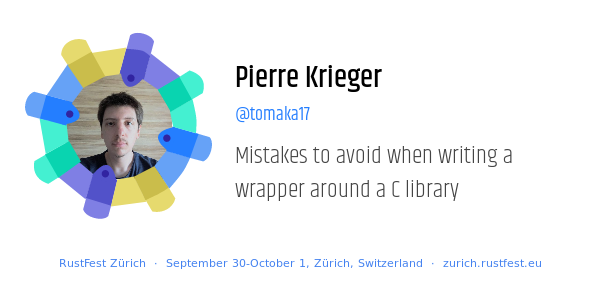 Pierre Krieger
@tomaka17
Mistakes to avoid when writing a
wrapper around a C library
RustFest Zürich · September 30-October 1, Zürich, Switzerland · zurich.rustfest.eu